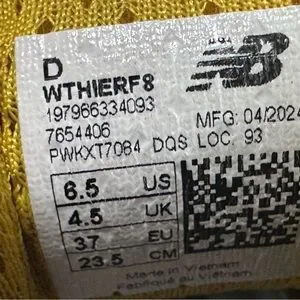 D
WTHIERF8
197966334093
7654406 MFG: 04/2024
PWKXT7084 DQS LOC. 93
6.5 US
4.5 UK
37 EU
23.5 CM
Made in Vietnam
NB